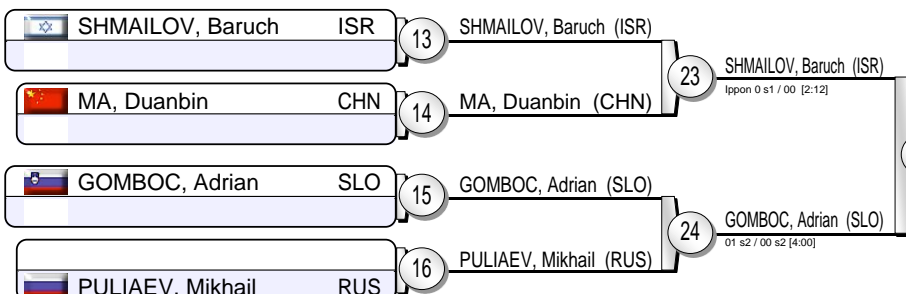 SHMAILOV, Baruch ISR
13
SHMAILOV, Baruch (ISR)
23
SHMAILOV, Baruch (ISR)
Ippon 0 s1 / 00 [2:12]
MA, Duanbin CHN
14
MA, Duanbin (CHN)
GOMBOC, Adrian SLO
15
GOMBOC, Adrian (SLO)
24
GOMBOC, Adrian (SLO)
01 s2 / 00 s2 [4:00]
16
PULIAEV, Mikhail (RUS)
PULIAEV, Mikhail RUS